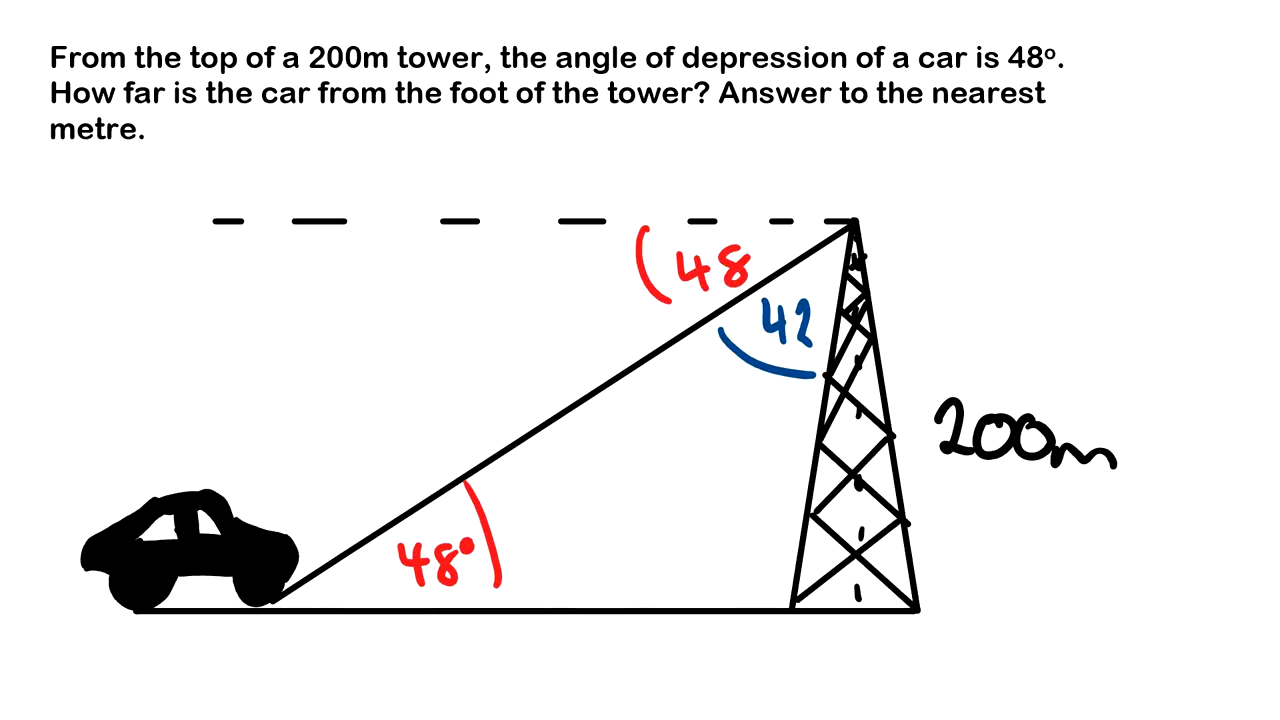 From the top of a 200m tower, the angle of depression of a car is 48º.
How far is the car from the foot of the tower? Answer to the nearest
metre.
48
42
200m
48°